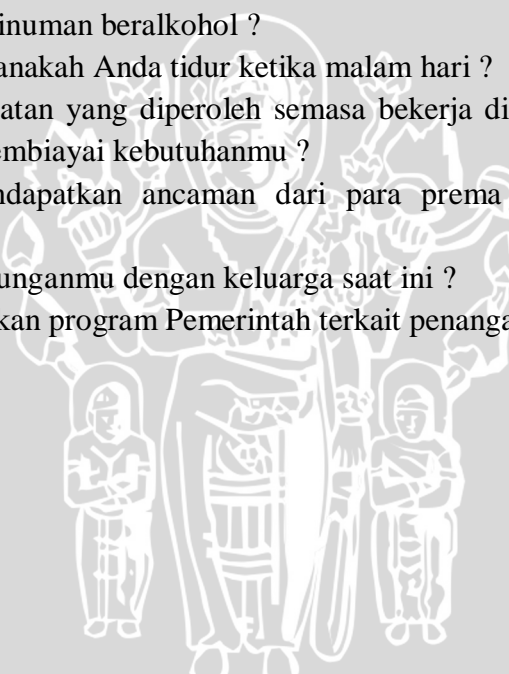 inuman beralkohol ?
anakah Anda tidur ketika malam hari ?
atan yang diperoleh semasa bekerja di
embiayai kebutuhanmu ?
ndapatkan ancaman dari para prema
unganmu dengan keluarga saat ini ?
kan program Pemerintah terkait penanga